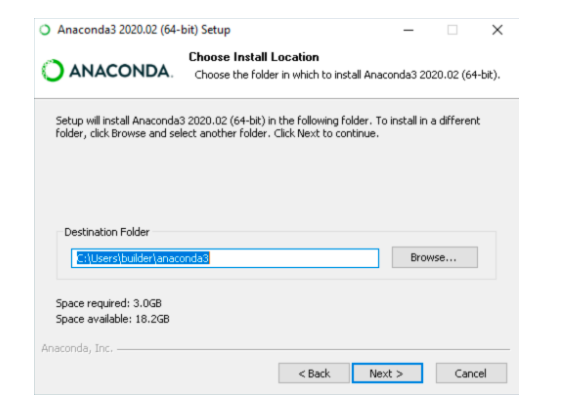 Anaconda3 2020.02 (64-bit) Setup
ANACONDA.
Choose Install Location
Choose the folder in which to install Anaconda3 2020.02 (64-bit).
Setup will install Anaconda3 2020.02 (64-bit) in the following folder. To install in a different
folder, click Browse and select another folder. Click Next to continue.
Destination Folder
C:\Users\builder\anaconda3
Browse...
Space required: 3.0GB
Space available: 18.2GB
Anaconda, Inc.
< Back
Next >
Cancel